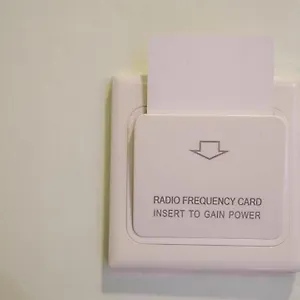 RADIO FREQUENCY CARD
INSERT TO GAIN POWER